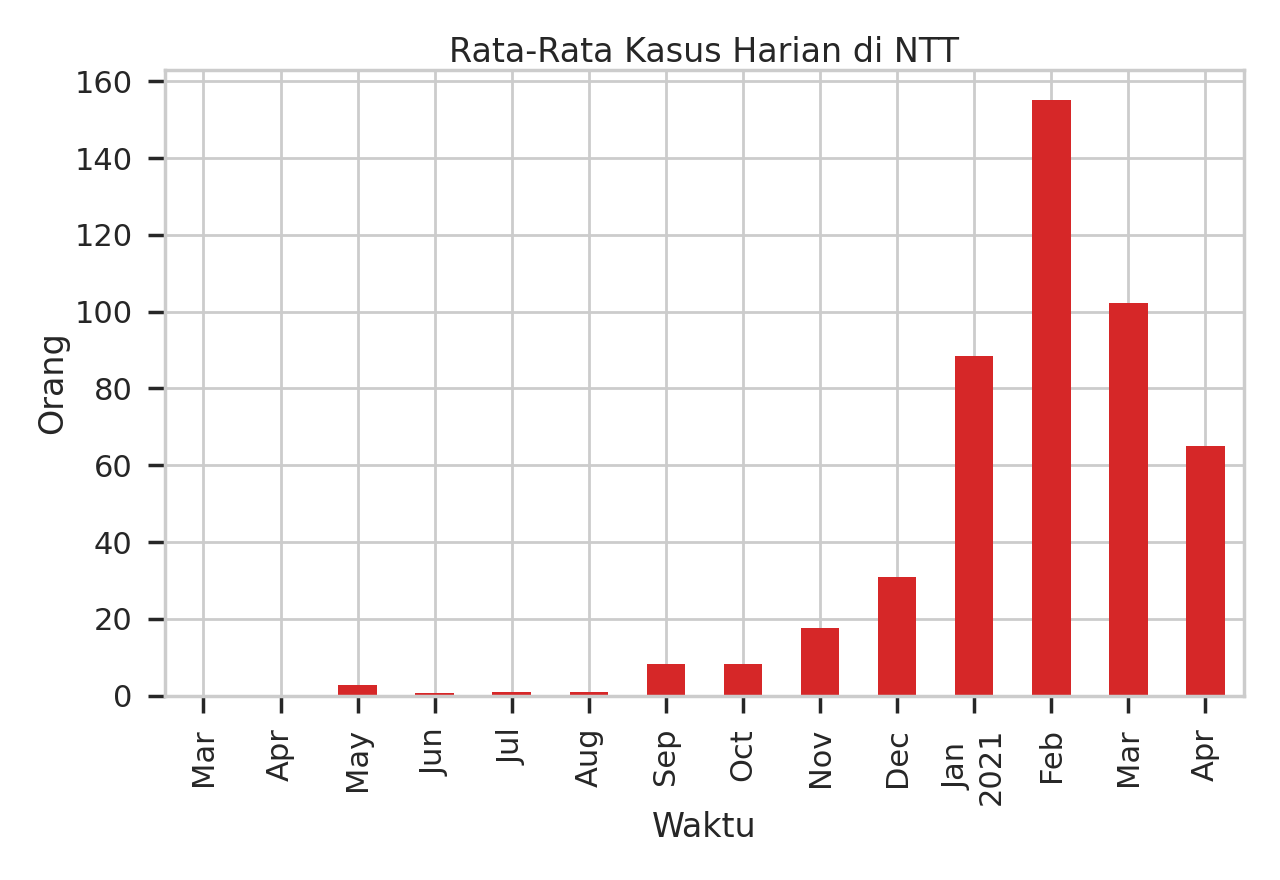 Rata-Rata Kasus Harian di NTT
160
140
120
100
80
60
40
20
0
Orang
Mar
Apr
May
Jun
Jul
Aug
Sep
Oct
Nov
Dec
Jan
2021
Feb
Mar
Apr
Waktu